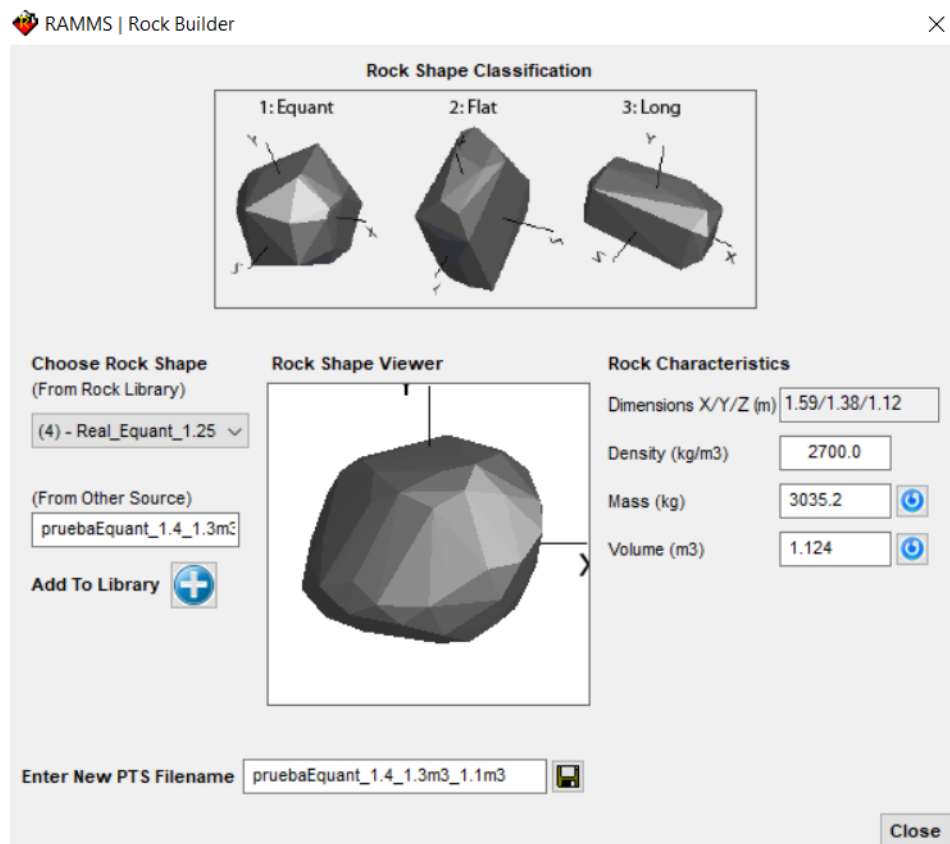 RAMMS | Rock Builder
Rock Shape Classification
1: Equant 2: Flat 3: Long
Y
X
Z
Y
Z
Y
X
Z
Choose Rock Shape
(From Rock Library)
(4) - Real_Equant_1.25
(From Other Source)
pruebaEquant_1.4_1.3m3
Add To Library
Rock Shape Viewer
Y
X
Rock Characteristics
Dimensions X/Y/Z (m) 1.59/1.38/1.12
Density (kg/m3) 2700.0
Mass (kg) 3035.2
Volume (m3) 1.124
Enter New PTS Filename pruebaEquant_1.4_1.3m3_1.1m3
Close